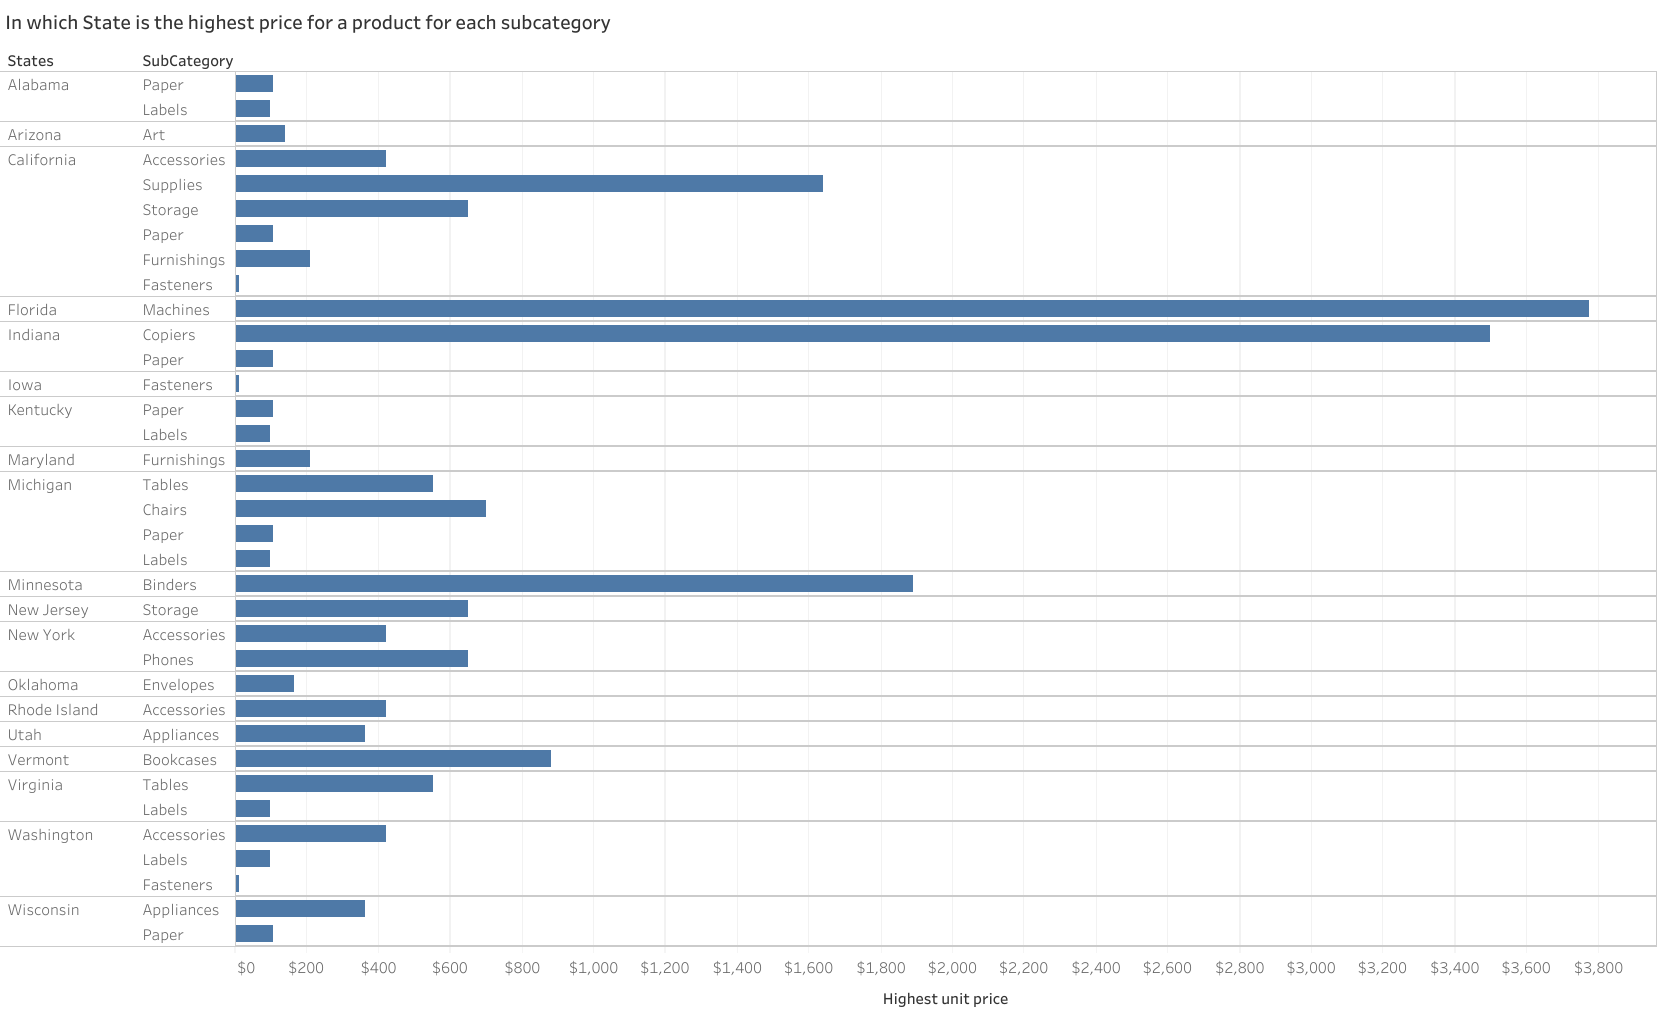 In which State is the highest price for a product for each subcategory
States SubCategory
Alabama Paper
Labels
Arizona Art
California Accessories
Supplies
Storage
Paper
Furnishings
Fasteners
Florida Machines
Indiana Copiers
Paper
Iowa Fasteners
Kentucky Paper
Labels
Maryland Furnishings
Michigan Tables
Chairs
Paper
Labels
Minnesota Binders
New Jersey Storage
New York Accessories
Phones
Oklahoma Envelopes
Rhode Island Accessories
Utah Appliances
Vermont Bookcases
Virginia Tables
Labels
Washington Accessories
Labels
Fasteners
Wisconsin Appliances
Paper
$0 $200 $400 $600 $800 $1,000 $1,200 $1,400 $1,600 $1,800 $2,000 $2,200 $2,400 $2,600 $2,800 $3,000 $3,200 $3,400 $3,600 $3,800
Highest unit price